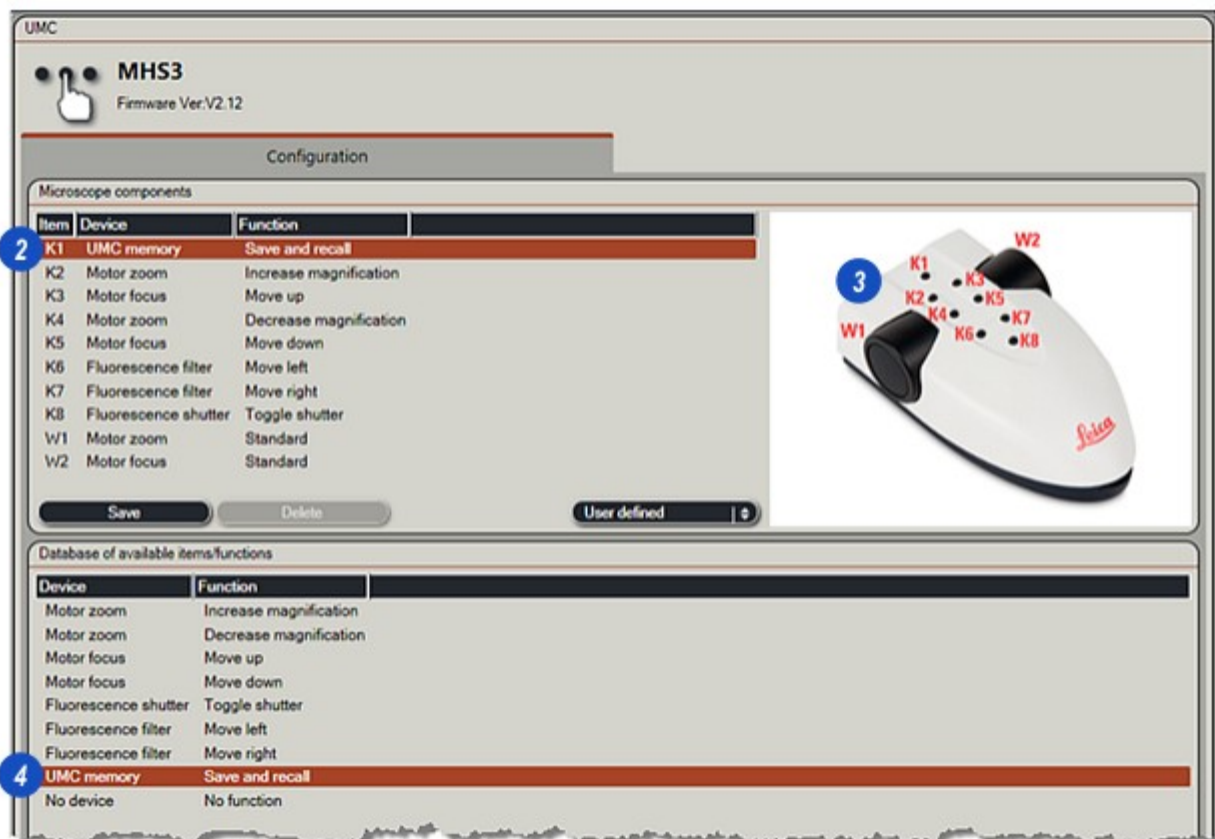 UMC
MHS3
Firmware Ver:V2.12
Configuration
Microscope components
Item Device Function
2 K1 UMC memory Save and recall
K2 Motor zoom Increase magnification
K3 Motor focus Move up
K4 Motor zoom Decrease magnification
K5 Motor focus Move down
K6 Fluorescence filter Move left
K7 Fluorescence filter Move right
K8 Fluorescence shutter Toggle shutter
W1 Motor zoom Standard
W2 Motor focus Standard
Save Delete User defined
W2
K1
3 K3
K2 K5
K4 K7
W1 K6 K8
Leica
Database of available items/functions
Device Function
Motor zoom Increase magnification
Motor zoom Decrease magnification
Motor focus Move up
Motor focus Move down
Fluorescence shutter Toggle shutter
Fluorescence filter Move left
Fluorescence filter Move right
4 UMC memory Save and recall
No device No function